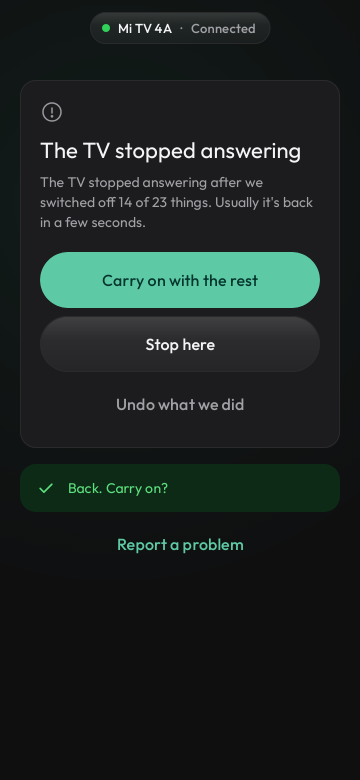 Mi TV 4A · Connected
The TV stopped answering
The TV stopped answering after we
switched off 14 of 23 things. Usually it's back
in a few seconds.
Carry on with the rest
Stop here
Undo what we did
Back. Carry on?
Report a problem